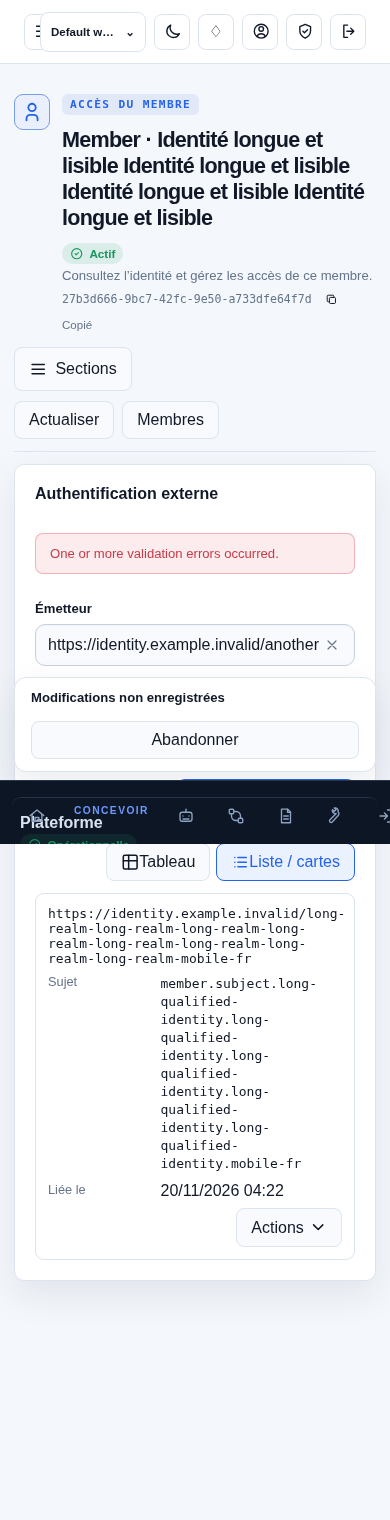 Default w…
ACCÈS DU MEMBRE
Member · Identité longue et
lisible Identité longue et lisible
Identité longue et lisible Identité
longue et lisible
Actif
Consultez l’identité et gérez les accès de ce membre.
27b3d666-9bc7-42fc-9e50-a733dfe64f7d
Copié
Sections
Actualiser
Membres
Authentification externe
One or more validation errors occurred.
Émetteur
https://identity.example.invalid/another
Modifications non enregistrées
Abandonner
CONCEVOIR
Plateforme
Opérationnelle
Tableau
Liste / cartes
https://identity.example.invalid/long-
realm-long-realm-long-realm-long-
realm-long-realm-long-realm-long-
realm-long-realm-mobile-fr
Sujet
member.subject.long-
qualified-
identity.long-
qualified-
identity.long-
qualified-
identity.long-
qualified-
identity.long-
qualified-
identity.mobile-fr
Liée le
20/11/2026 04:22
Actions